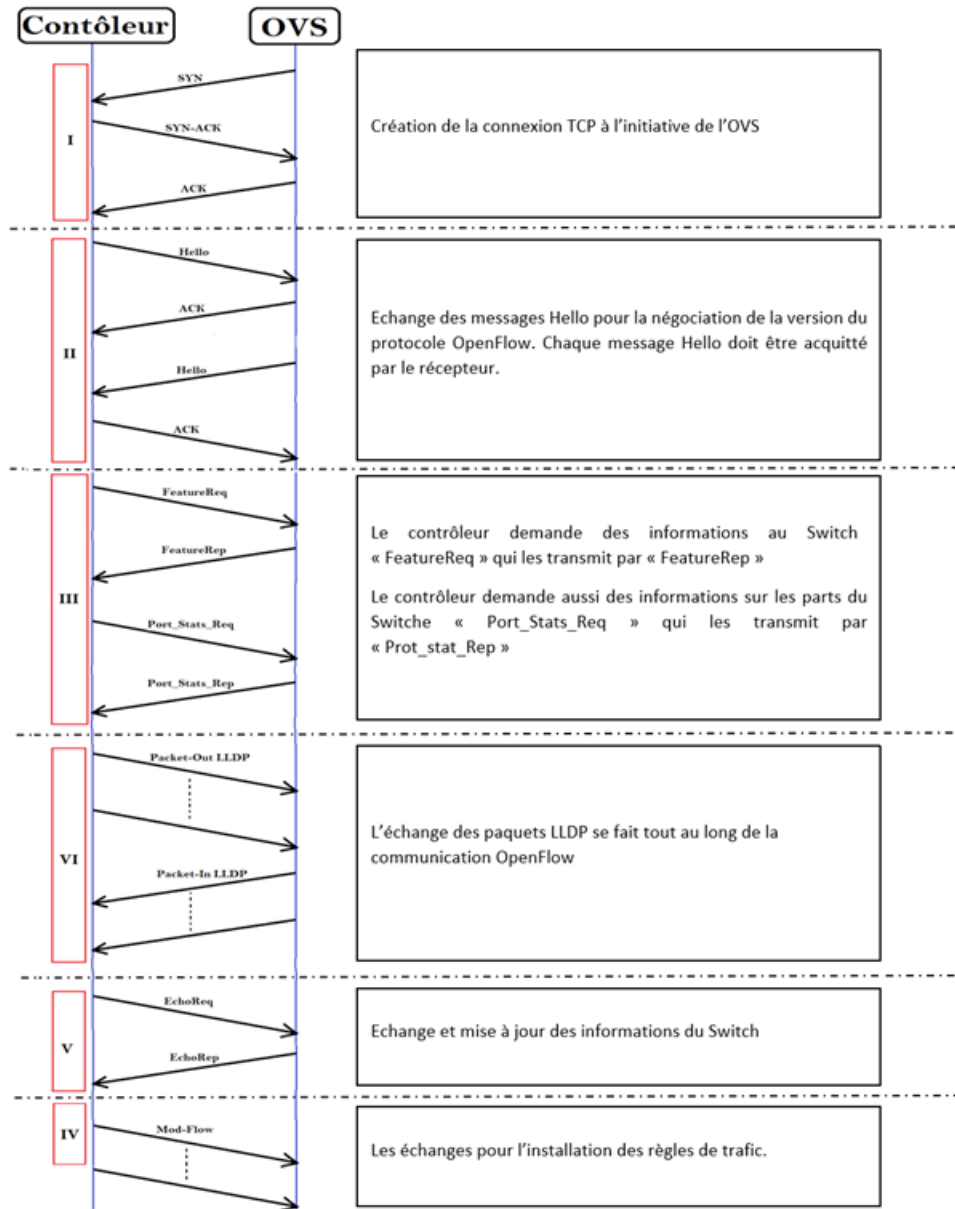 Contôleur
OVS
SYN
SYN-ACK
ACK
I
Création de la connexion TCP à l'initiative de l'OVS
Hello
ACK
Hello
ACK
II
Echange des messages Hello pour la négociation de la version du
protocole OpenFlow. Chaque message Hello doit être acquitté
par le récepteur.
FeatureReq
FeatureRep
Port_Stats_Req
Port_Stats_Rep
III
Le contrôleur demande des informations au Switch
« FeatureReq » qui les transmit par « FeatureRep »
Le contrôleur demande aussi des informations sur les parts du
Switche « Port_Stats_Req » qui les transmit par
« Prot_stat_Rep »
Packet-Out LLDP
Packet-In LLDP
VI
L'échange des paquets LLDP se fait tout au long de la
communication OpenFlow
EchoReq
EchoRep
V
Echange et mise à jour des informations du Switch
IV
Mod-Flow
Les échanges pour l'installation des règles de trafic.